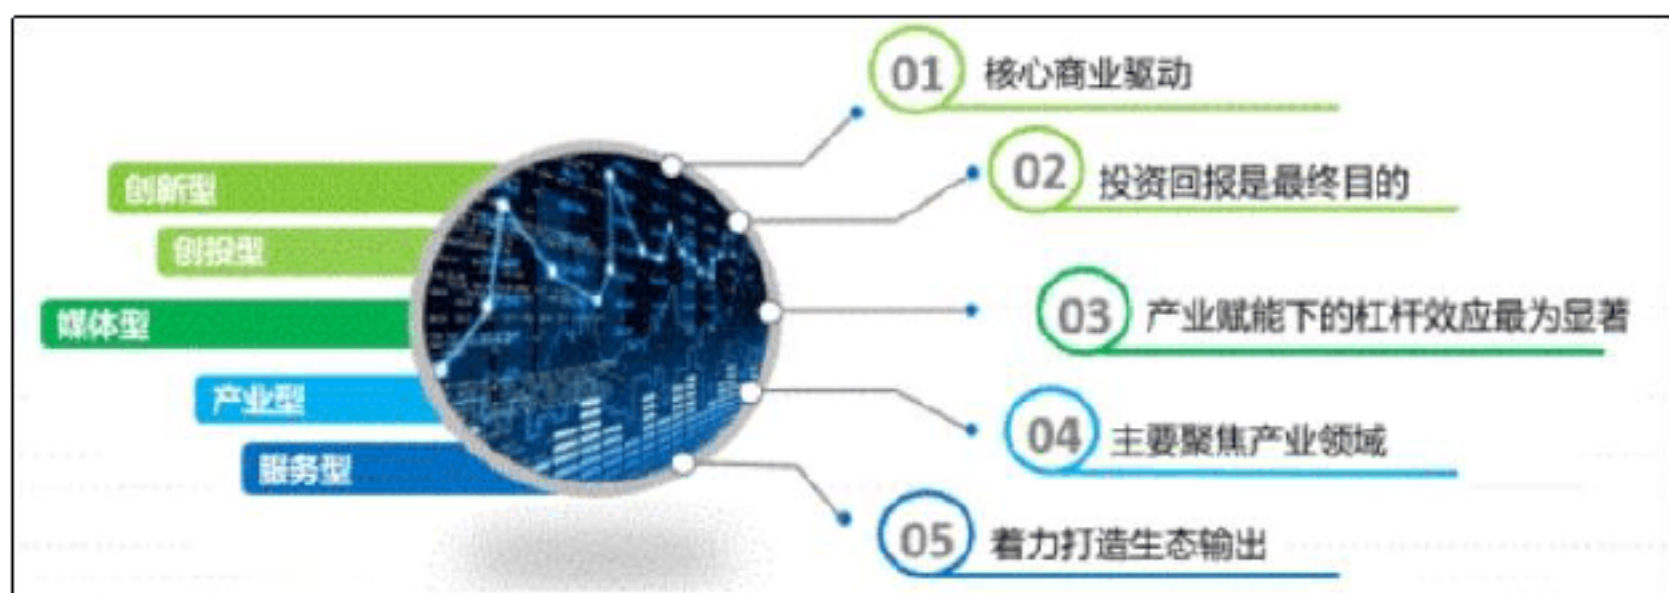 创新型
创投型
媒体型
产业型
服务型
01 核心商业驱动
02 投资回报是最终目的
03 产业赋能下的杠杆效应最为显著
04 主要聚焦产业领域
05 着力打造生态输出